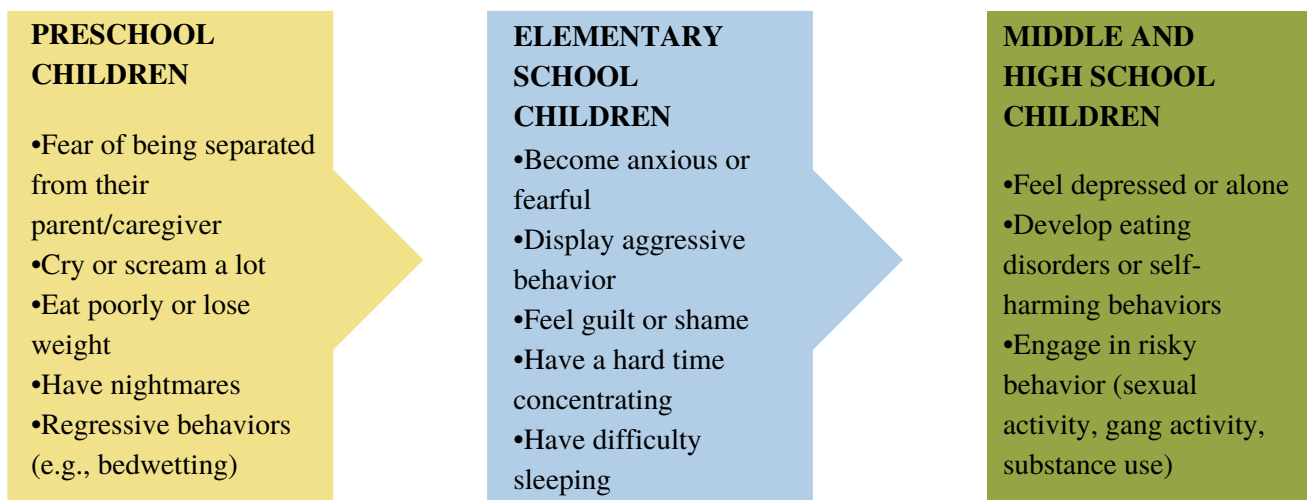 PRESCHOOL
CHILDREN
•Fear of being separated
from their
parent/caregiver
•Cry or scream a lot
•Eat poorly or lose
weight
•Have nightmares
•Regressive behaviors
(e.g., bedwetting)
ELEMENTARY
SCHOOL
CHILDREN
•Become anxious or
fearful
•Display aggressive
behavior
•Feel guilt or shame
•Have a hard time
concentrating
•Have difficulty
sleeping
MIDDLE AND
HIGH SCHOOL
CHILDREN
•Feel depressed or alone
•Develop eating
disorders or self-
harming behaviors
•Engage in risky
behavior (sexual
activity, gang activity,
substance use)